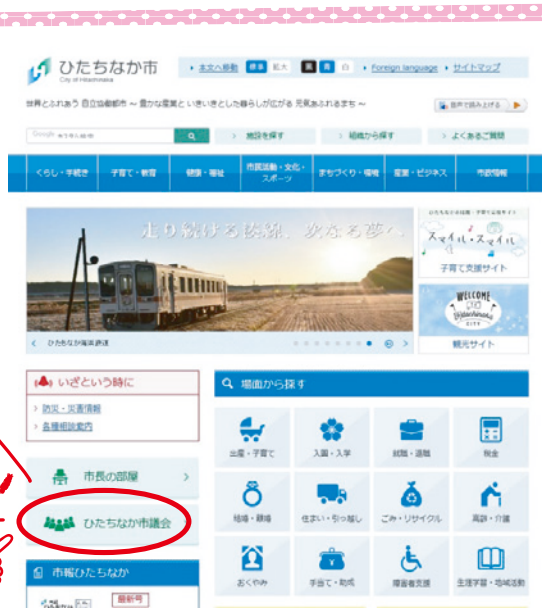 ひたちなか市
City of Hitachinaka
本文へ移動 標準 拡大 黒 青 白 Foreign language サイトマップ
世界とふれあう 自立協働都市 ～ 豊かな産業と いきいきとした暮らしが広がる 元気あふれるまち ～
音声で読み上げる
Google
施設を探す 組織から探す よくあるご質問
くらし・手続き 子育て・教育 健康・福祉 市民活動・文化・スポーツ まちづくり・環境 産業・ビジネス 市政情報
走り続ける沿線、次なる夢へ
スマイル・スマイル
子育て支援サイト
WELCOME
TO
Hitachinaka
CITY
ひたちなか海浜鉄道
観光サイト
いざという時に
防災・災害情報
各種相談案内
市長の部屋
ひたちなか市議会
市報ひたちなか
最新号
場面から探す
出産・子育て 入園・入学 就職・退職 税金
結婚・離婚 住まい・引っ越し ごみ・リサイクル 高齢・介護
おくやみ 手当て・助成 障害者支援 生涯学習・地域活動